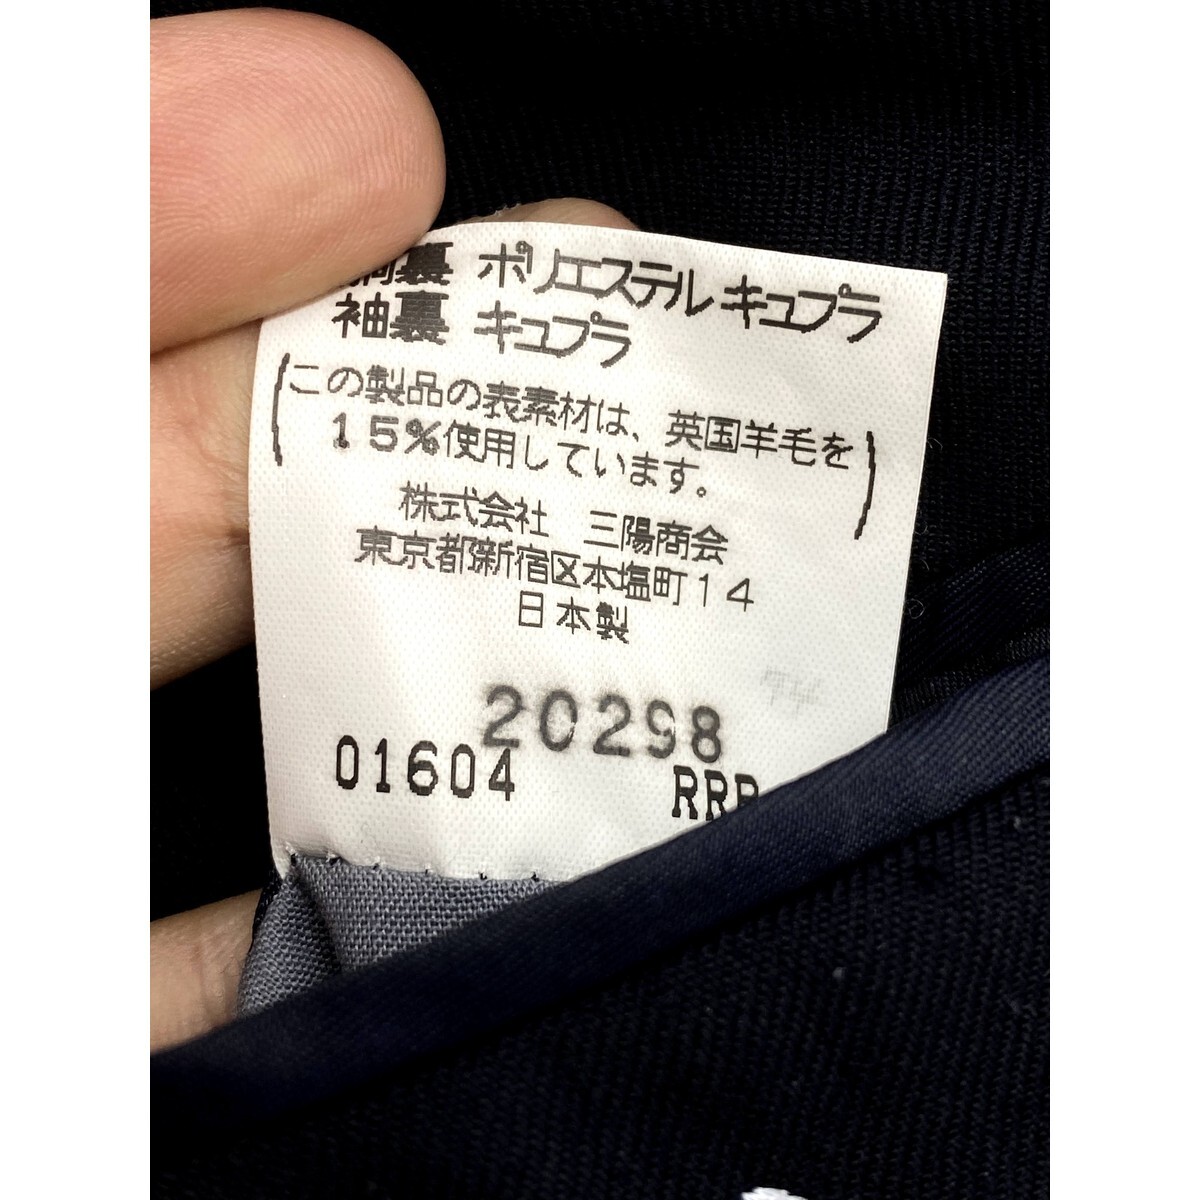 胴裏 ポリエステル キュプラ
袖裏 キュプラ
(この製品の表素材は、英国羊毛を
15%使用しています。)
株式会社 三陽商会
東京都新宿区本塩町14
日本製
20298
01604 RRR